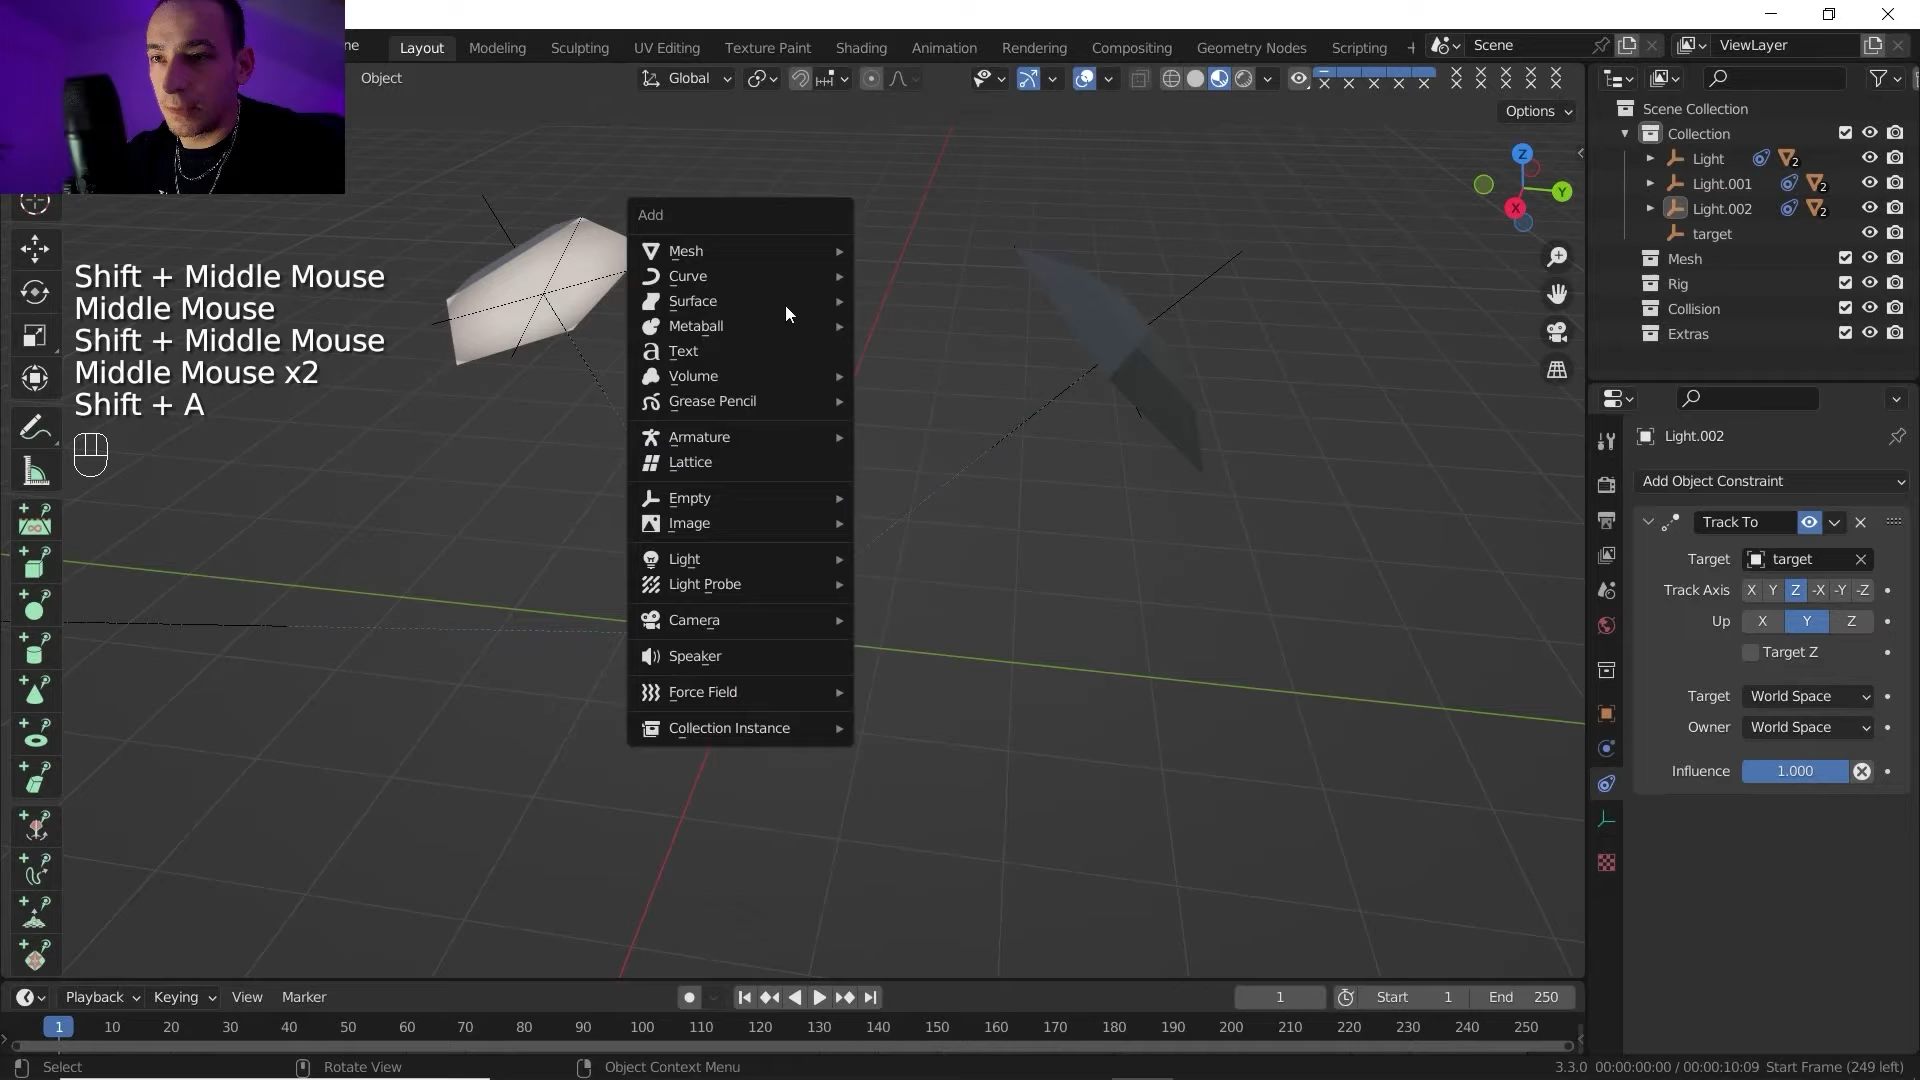 ne
Layout
Modeling
Sculpting
UV Editing
Texture Paint
Shading
Animation
Rendering
Compositing
Geometry Nodes
Scripting
+
Scene
ViewLayer
Object
Global
Options
Z
Y
X
Shift + Middle Mouse
Middle Mouse
Shift + Middle Mouse
Middle Mouse x2
Shift + A
Add
Mesh
Curve
Surface
Metaball
Text
Volume
Grease Pencil
Armature
Lattice
Empty
Image
Light
Light Probe
Camera
Speaker
Force Field
Collection Instance
Scene Collection
Collection
Light 2
Light.001 2
Light.002 2
target
Mesh
Rig
Collision
Extras
Light.002
Add Object Constraint
Track To
Target target
Track Axis X Y Z -X -Y -Z
Up X Y Z
Target Z
Target World Space
Owner World Space
Influence 1.000
Playback Keying View Marker 1 Start 1 End 250
1 10 20 30 40 50 60 70 80 90 100 110 120 130 140 150 160 170 180 190 200 210 220 230 240 250
Select Rotate View Object Context Menu 3.3.0 00:00:00:00 / 00:00:10:09 Start Frame (249 left)